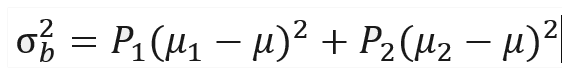 σ_b^2 = P_1(μ_1 − μ)^2 + P_2(μ_2 − μ)^2